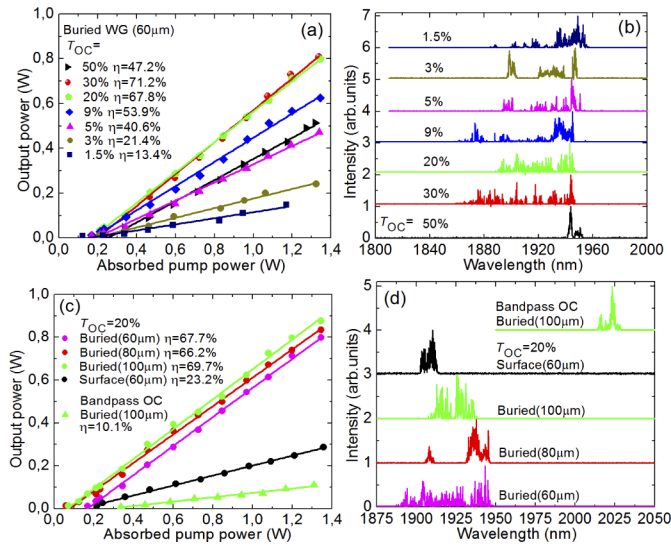 Buried WG (60μm)
(a)
T_OC=
50% η=47.2%
30% η=71.2%
20% η=67.8%
9% η=53.9%
5% η=40.6%
3% η=21.4%
1.5% η=13.4%
Output power (W)
1,0
0,8
0,6
0,4
0,2
0,0
0,0 0,2 0,4 0,6 0,8 1,0 1,2 1,4
Absorbed pump power (W)
(b)
1.5%
3%
5%
9%
20%
30%
T_OC= 50%
Intensity (arb.units)
7
6
5
4
3
2
1
0
1800 1840 1880 1920 1960 2000
Wavelength (nm)
(c)
T_OC=20%
Buried(60μm) η=67.7%
Buried(80μm) η=66.2%
Buried(100μm) η=69.7%
Surface(60μm) η=23.2%
Bandpass OC
Buried(100μm)
η=10.1%
Output power (W)
1,0
0,8
0,6
0,4
0,2
0,0
0,0 0,2 0,4 0,6 0,8 1,0 1,2 1,4
Absorbed pump power (W)
(d)
Bandpass OC
Buried(100μm)
T_OC=20%
Surface(60μm)
Buried(100μm)
Buried(80μm)
Buried(60μm)
Intensity (arb.units)
5
4
3
2
1
0
1875 1900 1925 1950 1975 2000 2025 2050
Wavelength (nm)